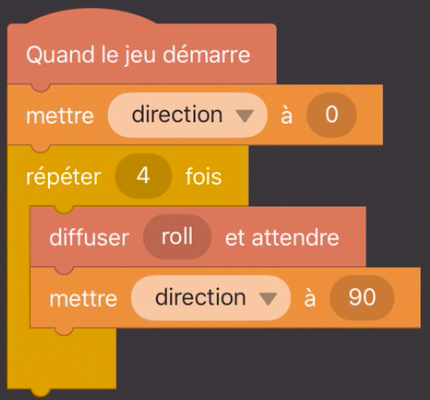 Quand le jeu démarre
mettre direction à 0
répéter 4 fois
diffuser roll et attendre
mettre direction à 90